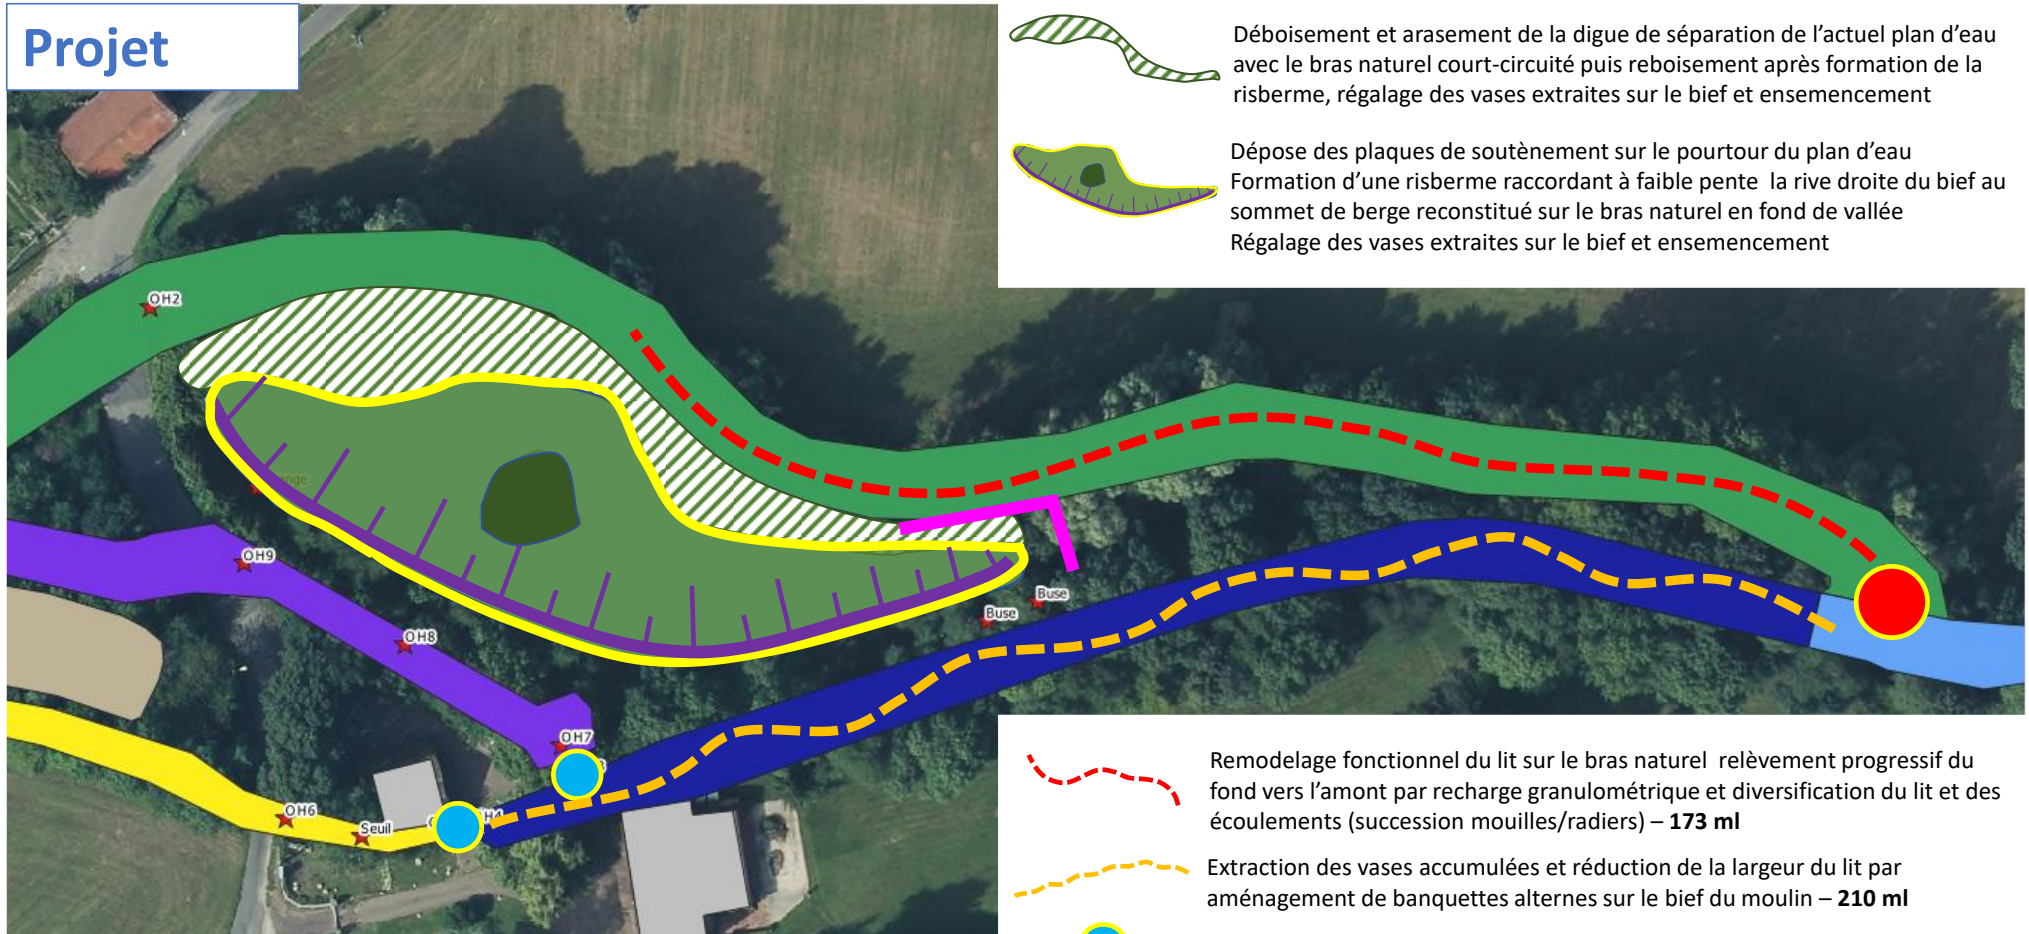 Projet
Déboisement et arasement de la digue de séparation de l'actuel plan d'eau
avec le bras naturel court-circuité puis reboisement après formation de la
risberme, régalage des vases extraites sur le bief et ensemencement
Dépose des plaques de soutènement sur le pourtour du plan d'eau
Formation d'une risberme raccordant à faible pente la rive droite du bief au
sommet de berge reconstitué sur le bras naturel en fond de vallée
Régalage des vases extraites sur le bief et ensemencement
OH2
OH9
OH8
Buse
Buse
OH7
OH6
Seuil
Remodelage fonctionnel du lit sur le bras naturel relèvement progressif du
fond vers l'amont par recharge granulométrique et diversification du lit et des
écoulements (succession mouilles/radiers) – 173 ml
Extraction des vases accumulées et réduction de la largeur du lit par
aménagement de banquettes alternes sur le bief du moulin – 210 ml